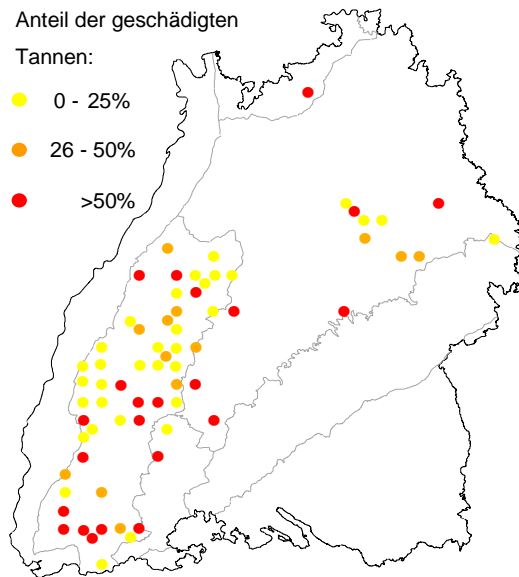 Anteil der geschädigten
Tannen:
0 - 25%
26 - 50%
>50%